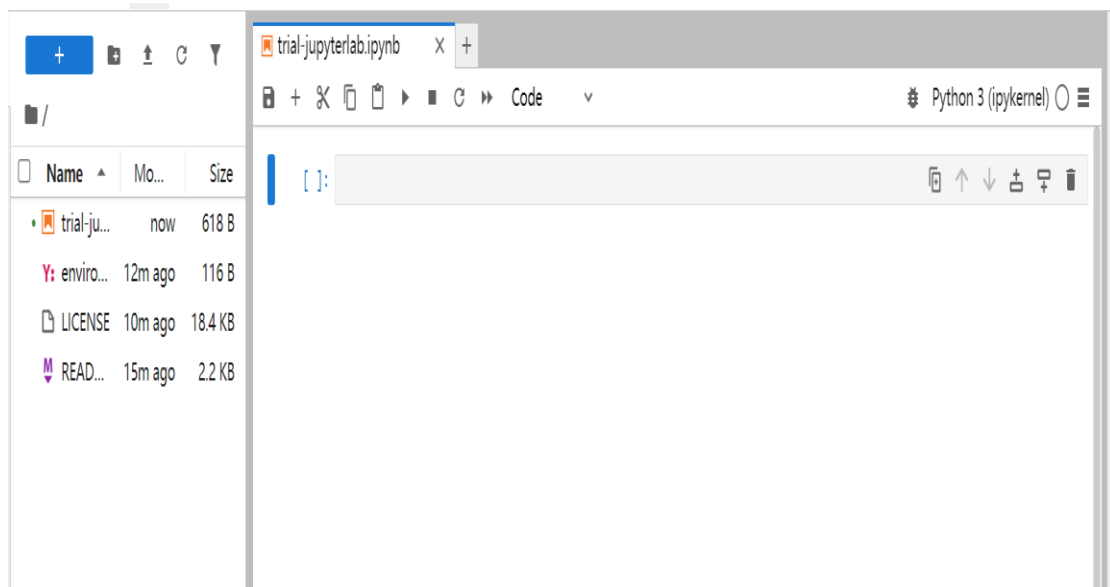 +
trial-jupyterlab.ipynb X +
+ Code Python 3 (ipykernel)
/
Name Mo... Size
[ ]:
trial-ju... now 618 B
Y: enviro... 12m ago 116 B
LICENSE 10m ago 18.4 KB
M READ... 15m ago 2.2 KB